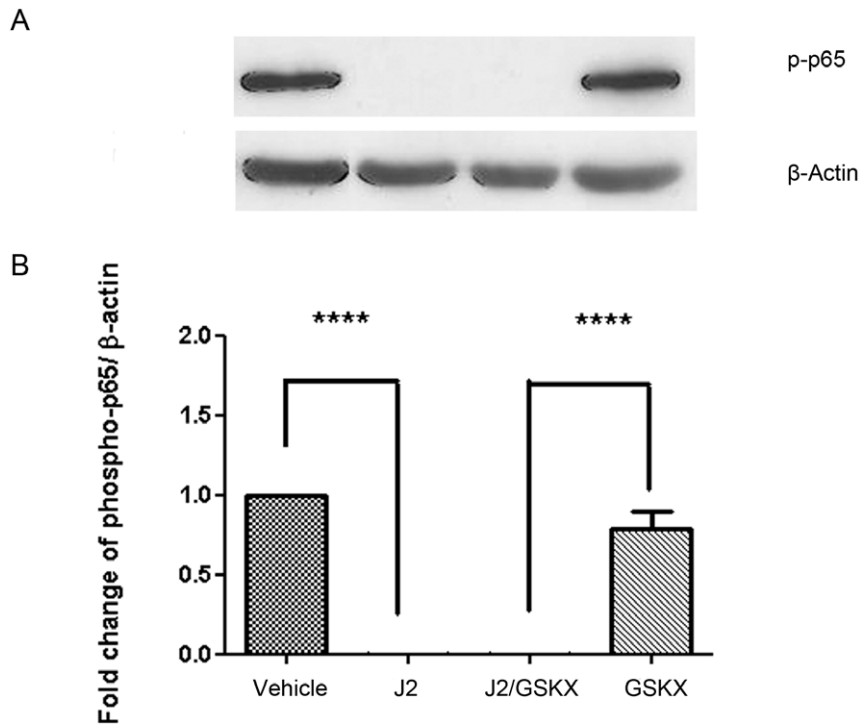 A
p-p65
β-Actin
B
Fold change of phospho-p65/ β-actin
**** ****
2.0
1.5
1.0
0.5
0.0
Vehicle J2 J2/GSKX GSKX